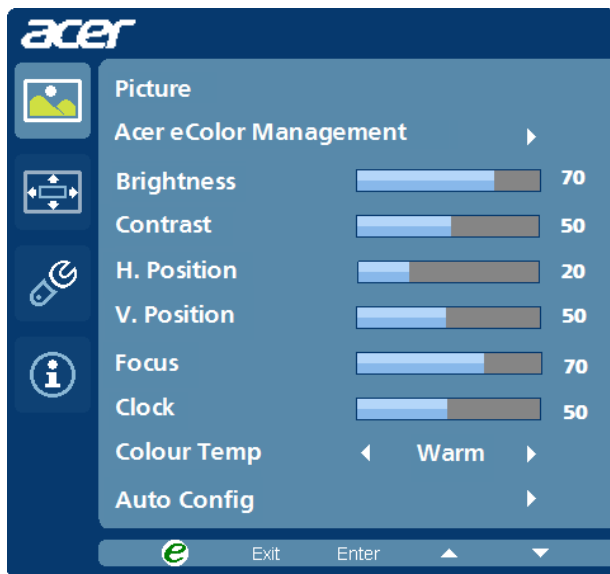 acer
Picture
Acer eColor Management
Brightness 70
Contrast 50
H. Position 20
V. Position 50
Focus 70
Clock 50
Colour Temp Warm
Auto Config
e Exit Enter